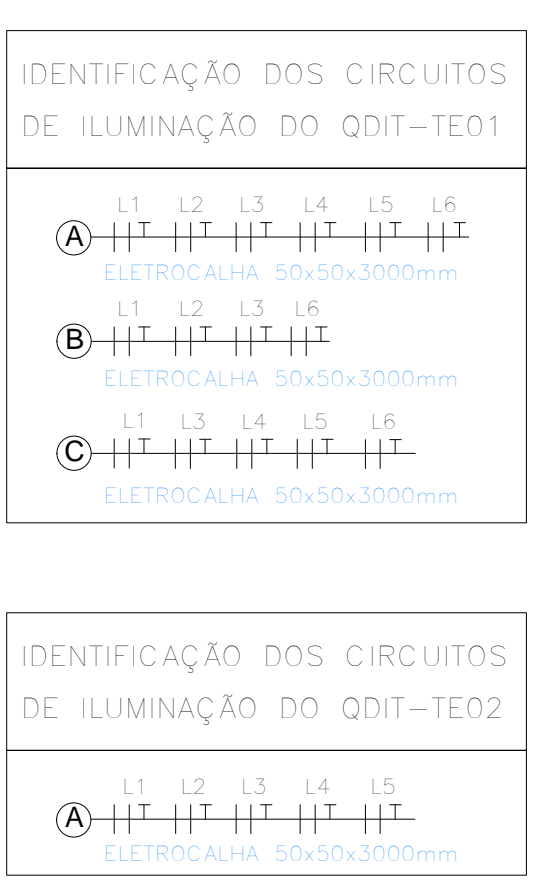 IDENTIFICAÇÃO DOS CIRCUITOS
DE ILUMINAÇÃO DO QDIT-TE01
L1 L2 L3 L4 L5 L6
A
ELETROCALHA 50x50x3000mm
L1 L2 L3 L6
B
ELETROCALHA 50x50x3000mm
L1 L3 L4 L5 L6
C
ELETROCALHA 50x50x3000mm
IDENTIFICAÇÃO DOS CIRCUITOS
DE ILUMINAÇÃO DO QDIT-TE02
L1 L2 L3 L4 L5
A
ELETROCALHA 50x50x3000mm